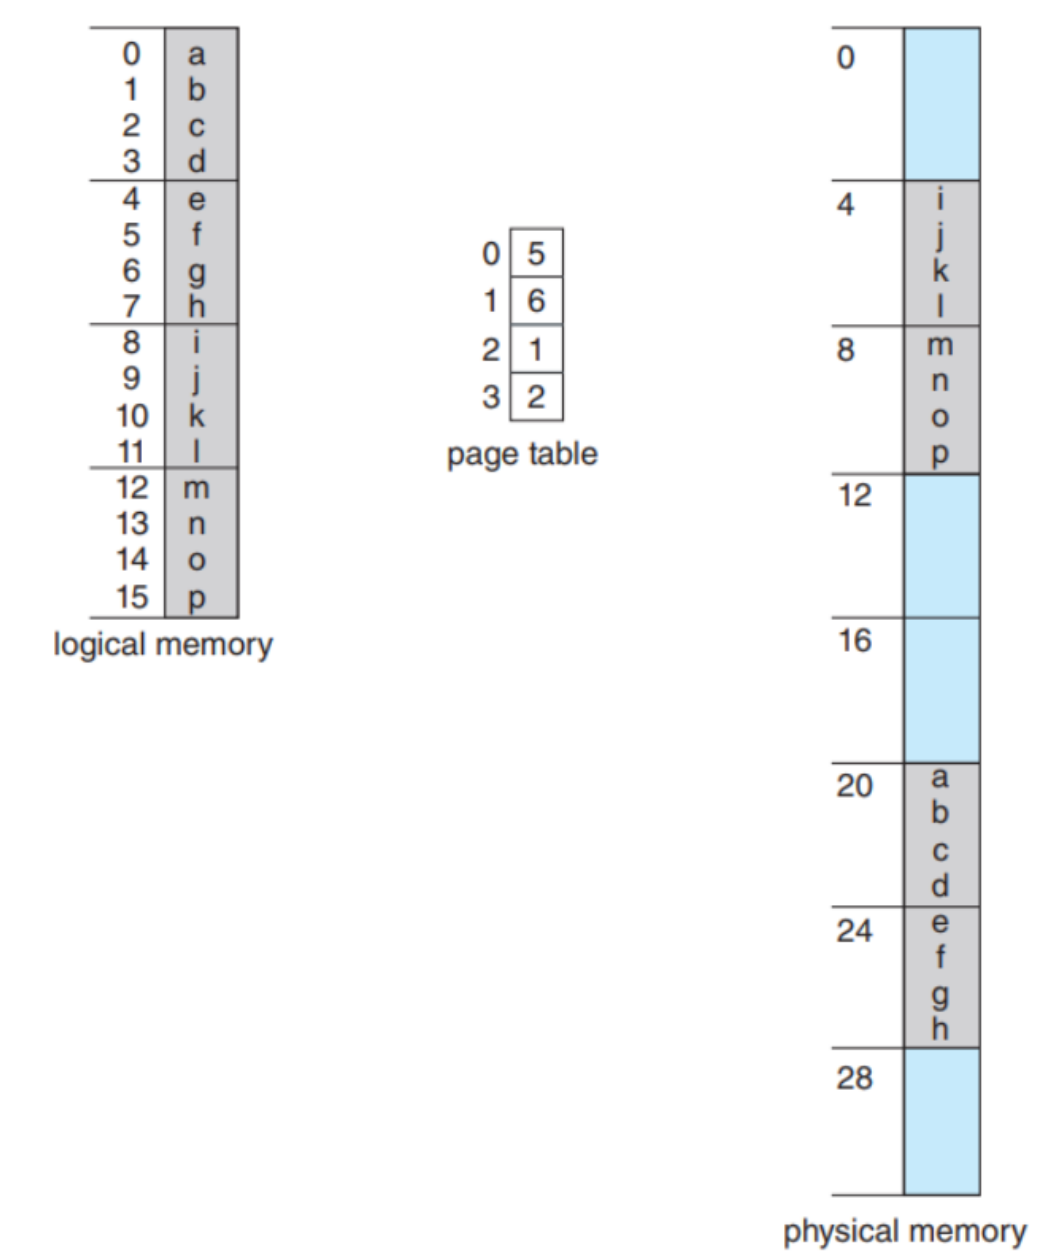 0 a
1 b
2 c
3 d
4 e
5 f
6 g
7 h
8 i
9 j
10 k
11 l
12 m
13 n
14 o
15 p
logical memory
0 5
1 6
2 1
3 2
page table
0
4 i
j
k
l
8 m
n
o
p
12
16
20 a
b
c
d
24 e
f
g
h
28
physical memory